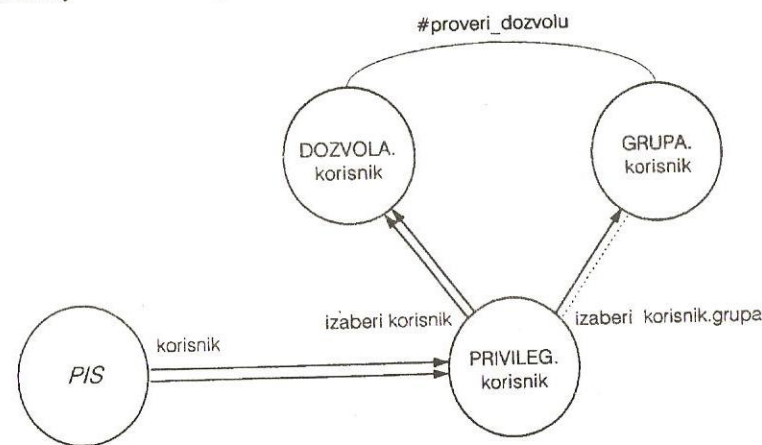 #proveri_dozvolu
DOZVOLA.
korisnik
GRUPA.
korisnik
izaberi korisnik
izaberi korisnik.grupa
korisnik
PIS
PRIVILEG.
korisnik